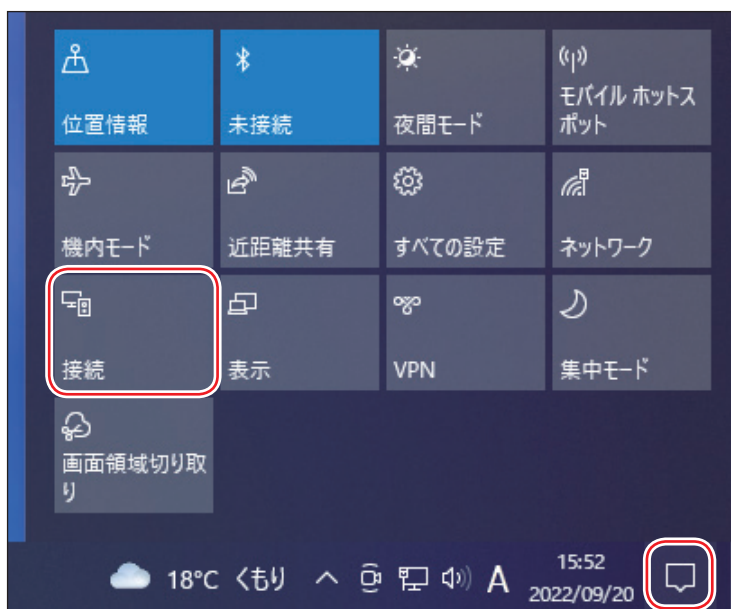 位置情報
未接続
夜間モード
モバイル ホットス
ポット
機内モード
近距離共有
すべての設定
ネットワーク
接続
表示
VPN
集中モード
画面領域切り取
り
18°C くもり
A
15:52
2022/09/20